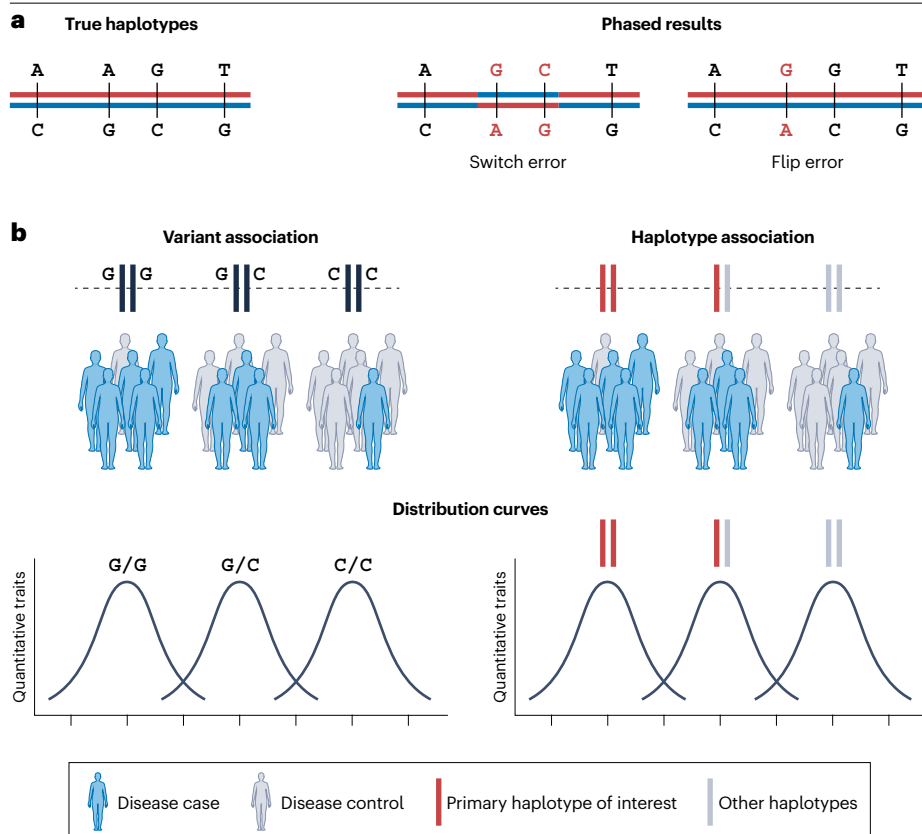 a
True haplotypes
Phased results
A A G T
C G C G
A G C T
C A G G
Switch error
A G G T
C A C G
Flip error
b
Variant association
G G G C C C
Haplotype association
Distribution curves
Quantitative traits
G/G G/C C/C
Quantitative traits
Disease case
Disease control
Primary haplotype of interest
Other haplotypes